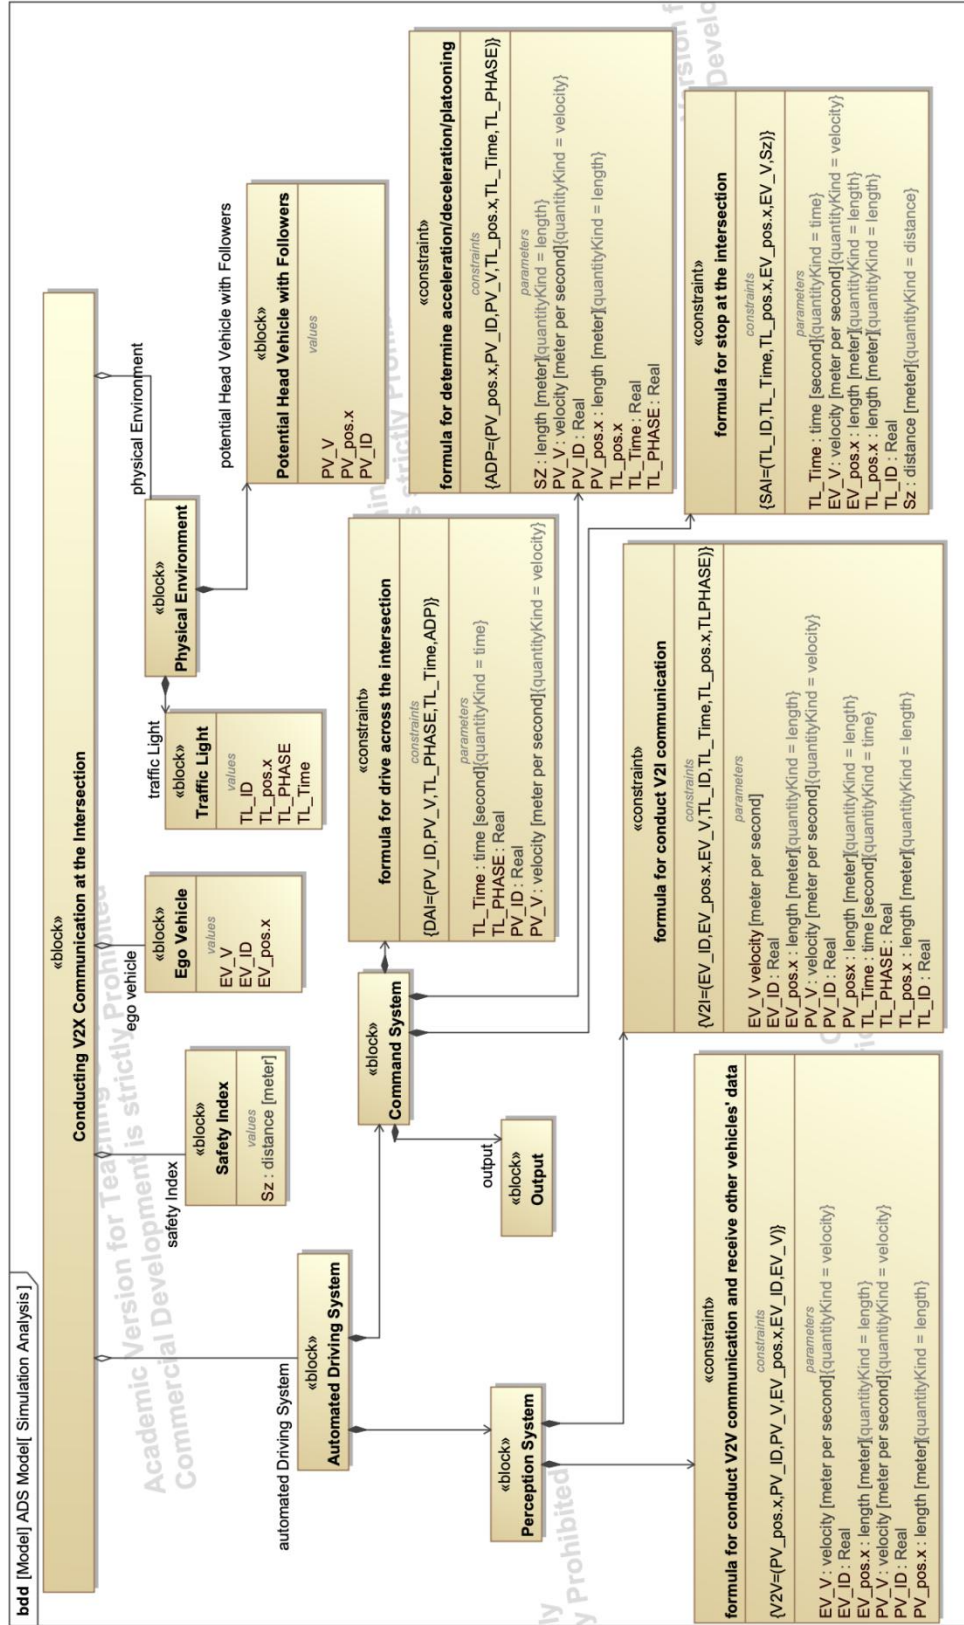 bdd [Model] ADS Model[ Simulation Analysis ]
«block»
Conducting V2X Communication at the Intersection
automated Driving System
safety Index
ego vehicle
physical Environment
«block»
Automated Driving System
«block»
Safety Index
values
Sz : distance [meter]
«block»
Ego Vehicle
values
EV_V
EV_ID
EV_pos.x
traffic Light
«block»
Traffic Light
values
TL_ID
TL_pos.x
TL_PHASE
TL_Time
«block»
Physical Environment
potential Head Vehicle with Followers
«block»
Potential Head Vehicle with Followers
values
PV_V
PV_pos.x
PV_ID
«block»
Perception System
«block»
Command System
output
«block»
Output
«constraint»
formula for drive across the intersection
constraints
{DAI=(PV_ID,PV_V,TL_PHASE,TL_Time,ADP)}
parameters
TL_Time : time [second]{quantityKind = time}
TL_PHASE : Real
PV_ID : Real
PV_V : velocity [meter per second]{quantityKind = velocity}
«constraint»
formula for determine acceleration/deceleration/platooning
constraints
{ADP=(PV_pos.x,PV_ID,PV_V,TL_pos.x,TL_Time,TL_PHASE)}
parameters
SZ : length [meter]{quantityKind = length}
PV_V : velocity [meter per second]{quantityKind = velocity}
PV_ID : Real
PV_pos.x : length [meter]{quantityKind = length}
TL_pos.x
TL_Time : Real
TL_PHASE : Real
«constraint»
formula for conduct V2V communication and receive other vehicles' data
constraints
{V2V=(PV_pos.x,PV_ID,PV_V,EV_pos.x,EV_ID,EV_V)}
parameters
EV_V : velocity [meter per second]{quantityKind = velocity}
EV_ID : Real
EV_pos.x : length [meter]{quantityKind = length}
PV_V : velocity [meter per second]{quantityKind = velocity}
PV_ID : Real
PV_pos.x : length [meter]{quantityKind = length}
«constraint»
formula for conduct V2I communication
constraints
{V2I=(EV_ID,EV_pos.x,EV_V,TL_ID,TL_Time,TL_pos.x,TLPHASE)}
parameters
EV_V velocity [meter per second]
EV_ID : Real
EV_pos.x : length [meter]{quantityKind = length}
PV_V : velocity [meter per second]{quantityKind = velocity}
PV_ID : Real
PV_posx : length [meter]{quantityKind = length}
TL_Time : time [second]{quantityKind = time}
TL_PHASE : Real
TL_pos.x : length [meter]{quantityKind = length}
TL_ID : Real
«constraint»
formula for stop at the intersection
constraints
{SAI=(TL_ID,TL_Time,TL_pos.x,EV_pos.x,EV_V,Sz)}
parameters
TL_Time : time [second]{quantityKind = time}
EV_V : velocity [meter per second]{quantityKind = velocity}
EV_pos.x : length [meter]{quantityKind = length}
TL_pos.x : length [meter]{quantityKind = length}
TL_ID : Real
Sz : distance [meter]{quantityKind = distance}
Academic Version for Teaching
Commercial Development is strictly Prohibited